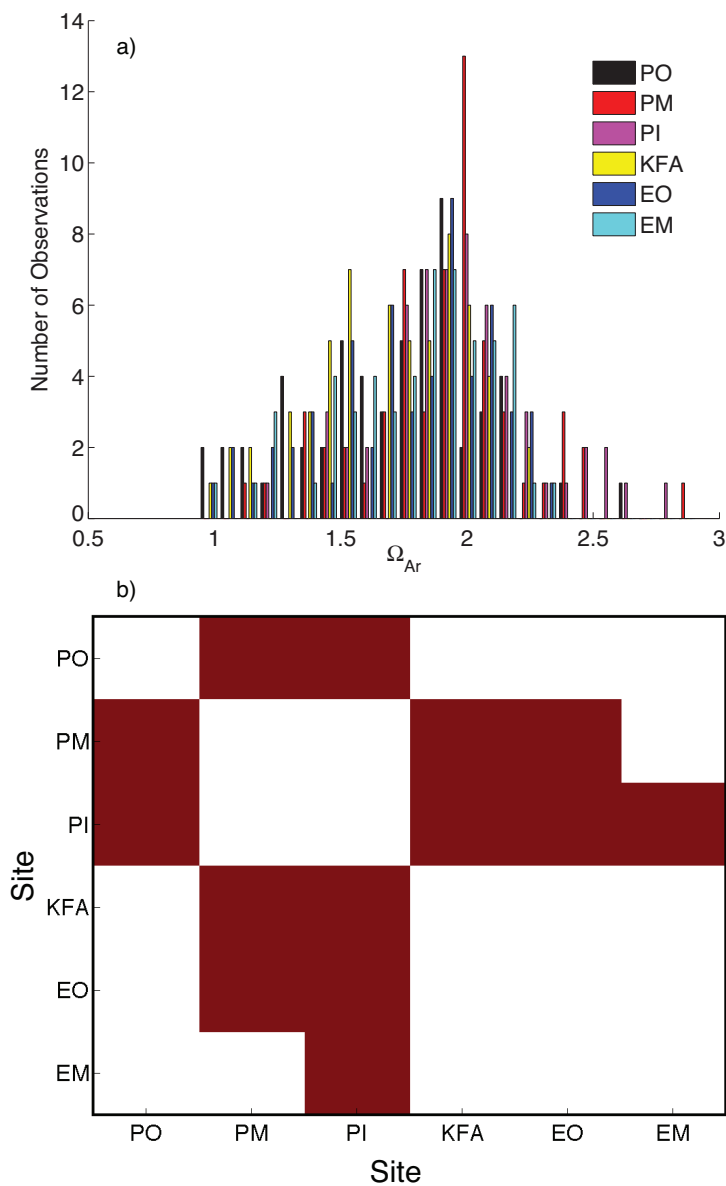 a)
14
12
10
8
6
4
2
0
Number of Observations
0.5 1 1.5 2 2.5 3
Ω_Ar
PO
PM
PI
KFA
EO
EM
b)
PO
PM
PI
KFA
EO
EM
Site
PO PM PI KFA EO EM
Site